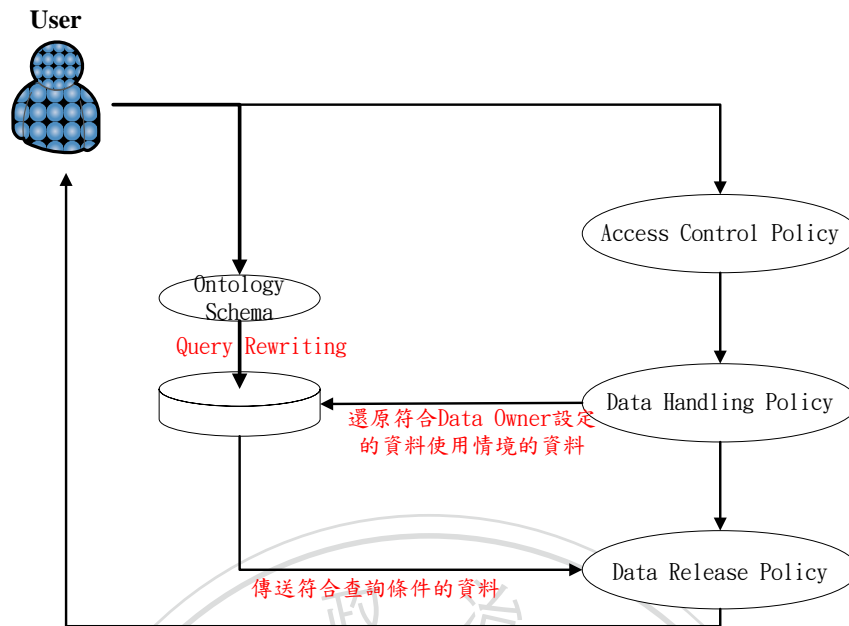 User
Access Control Policy
Ontology
Schema
Query Rewriting
Data Handling Policy
還原符合Data Owner設定
的資料使用情境的資料
Data Release Policy
傳送符合查詢條件的資料
政 治